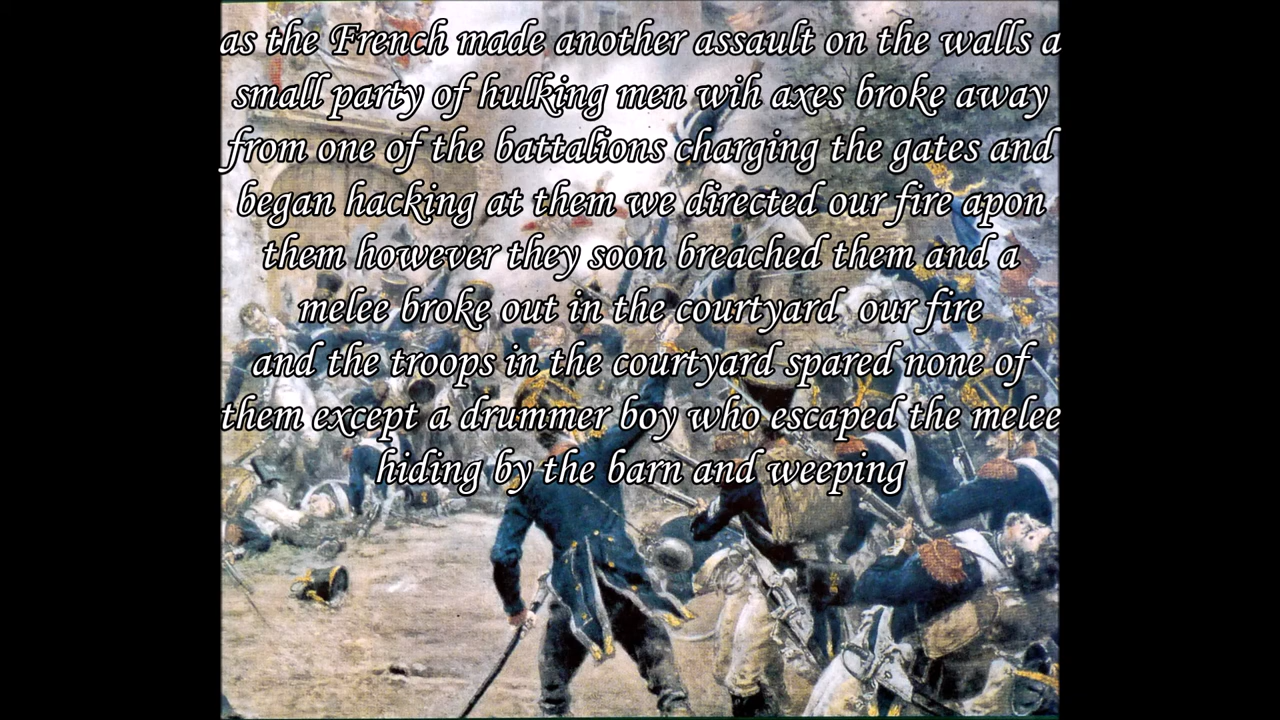 as the French made another assault on the walls a
small party of hulking men wih axes broke away
from one of the battalions charging the gates and
began hacking at them we directed our fire apon
them however they soon breached them and a
melee broke out in the courtyard our fire
and the troops in the courtyard spared none of
them except a drummer boy who escaped the melee
hiding by the barn and weeping